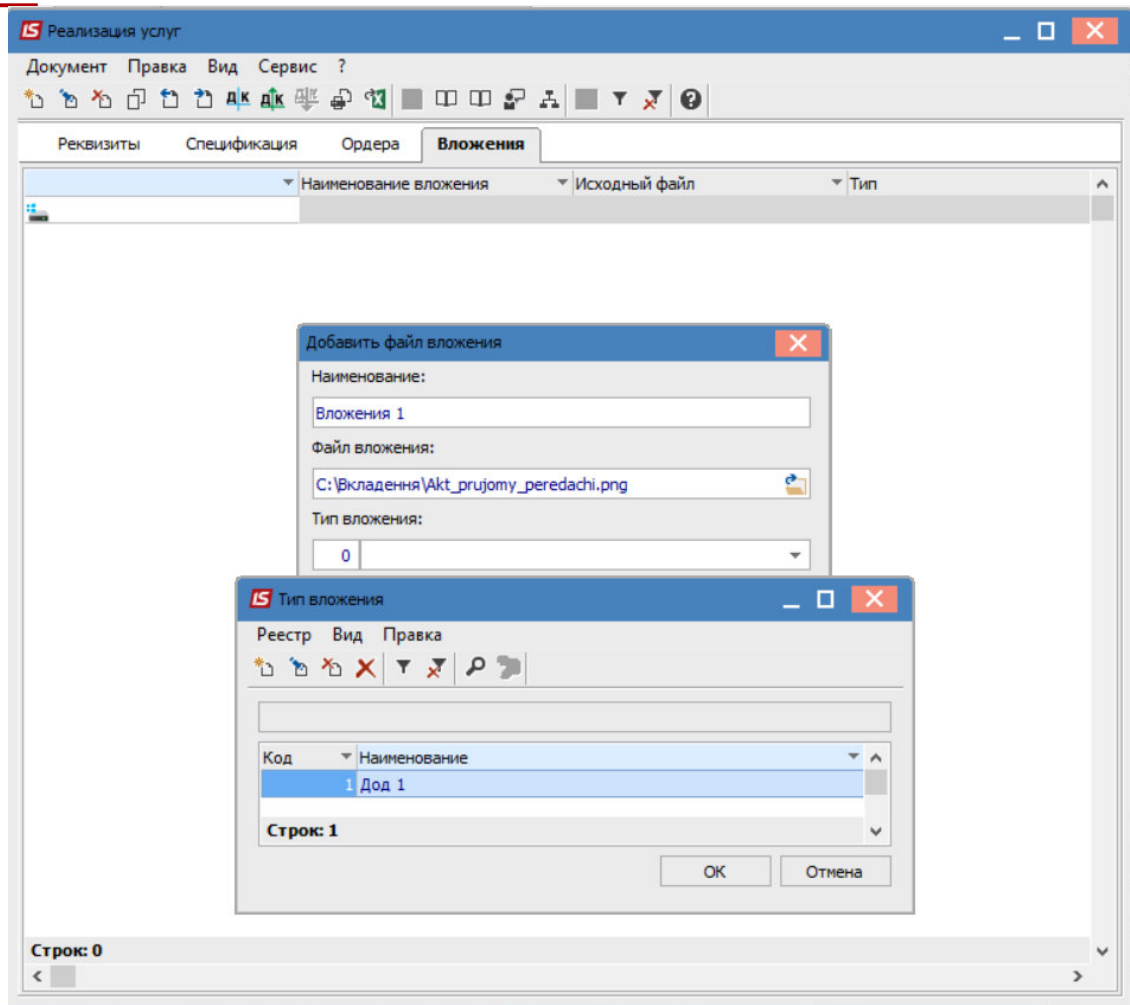 Реализация услуг
Документ Правка Вид Сервис ?
Реквизиты Спецификация Ордера Вложения
Наименование вложения Исходный файл Тип
Добавить файл вложения
Наименование:
Вложения 1
Файл вложения:
C:\Вкладення\Akt_prujomy_peredachi.png
Тип вложения:
0
Тип вложения
Реестр Вид Правка
Код Наименование
1 Дод 1
Строк: 1
OK Отмена
Строк: 0